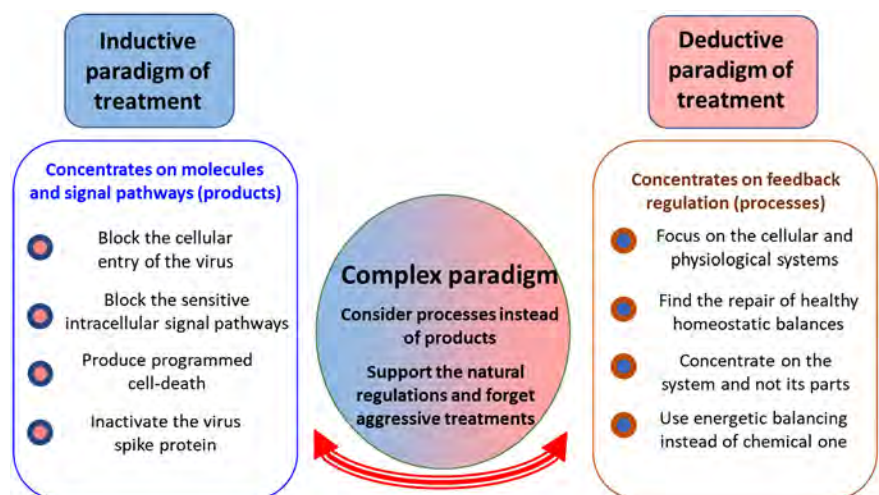 Inductive
paradigm of
treatment
Concentrates on molecules
and signal pathways (products)
Block the cellular
entry of the virus
Block the sensitive
intracellular signal pathways
Produce programmed
cell-death
Inactivate the virus
spike protein
Complex paradigm
Consider processes instead
of products
Support the natural
regulations and forget
aggressive treatments
Deductive
paradigm of
treatment
Concentrates on feedback
regulation (processes)
Focus on the cellular and
physiological systems
Find the repair of healthy
homeostatic balances
Concentrate on the
system and not its parts
Use energetic balancing
instead of chemical one